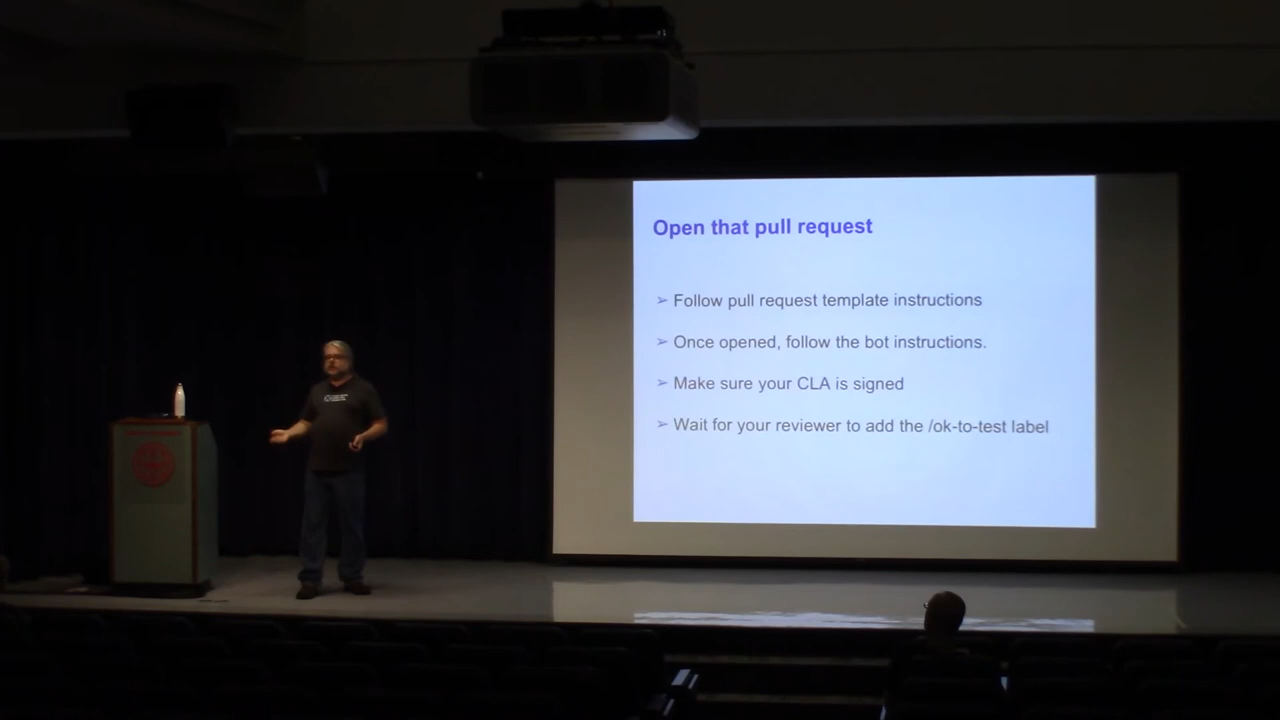 Open that pull request
➢ Follow pull request template instructions
➢ Once opened, follow the bot instructions.
➢ Make sure your CLA is signed
➢ Wait for your reviewer to add the /ok-to-test label